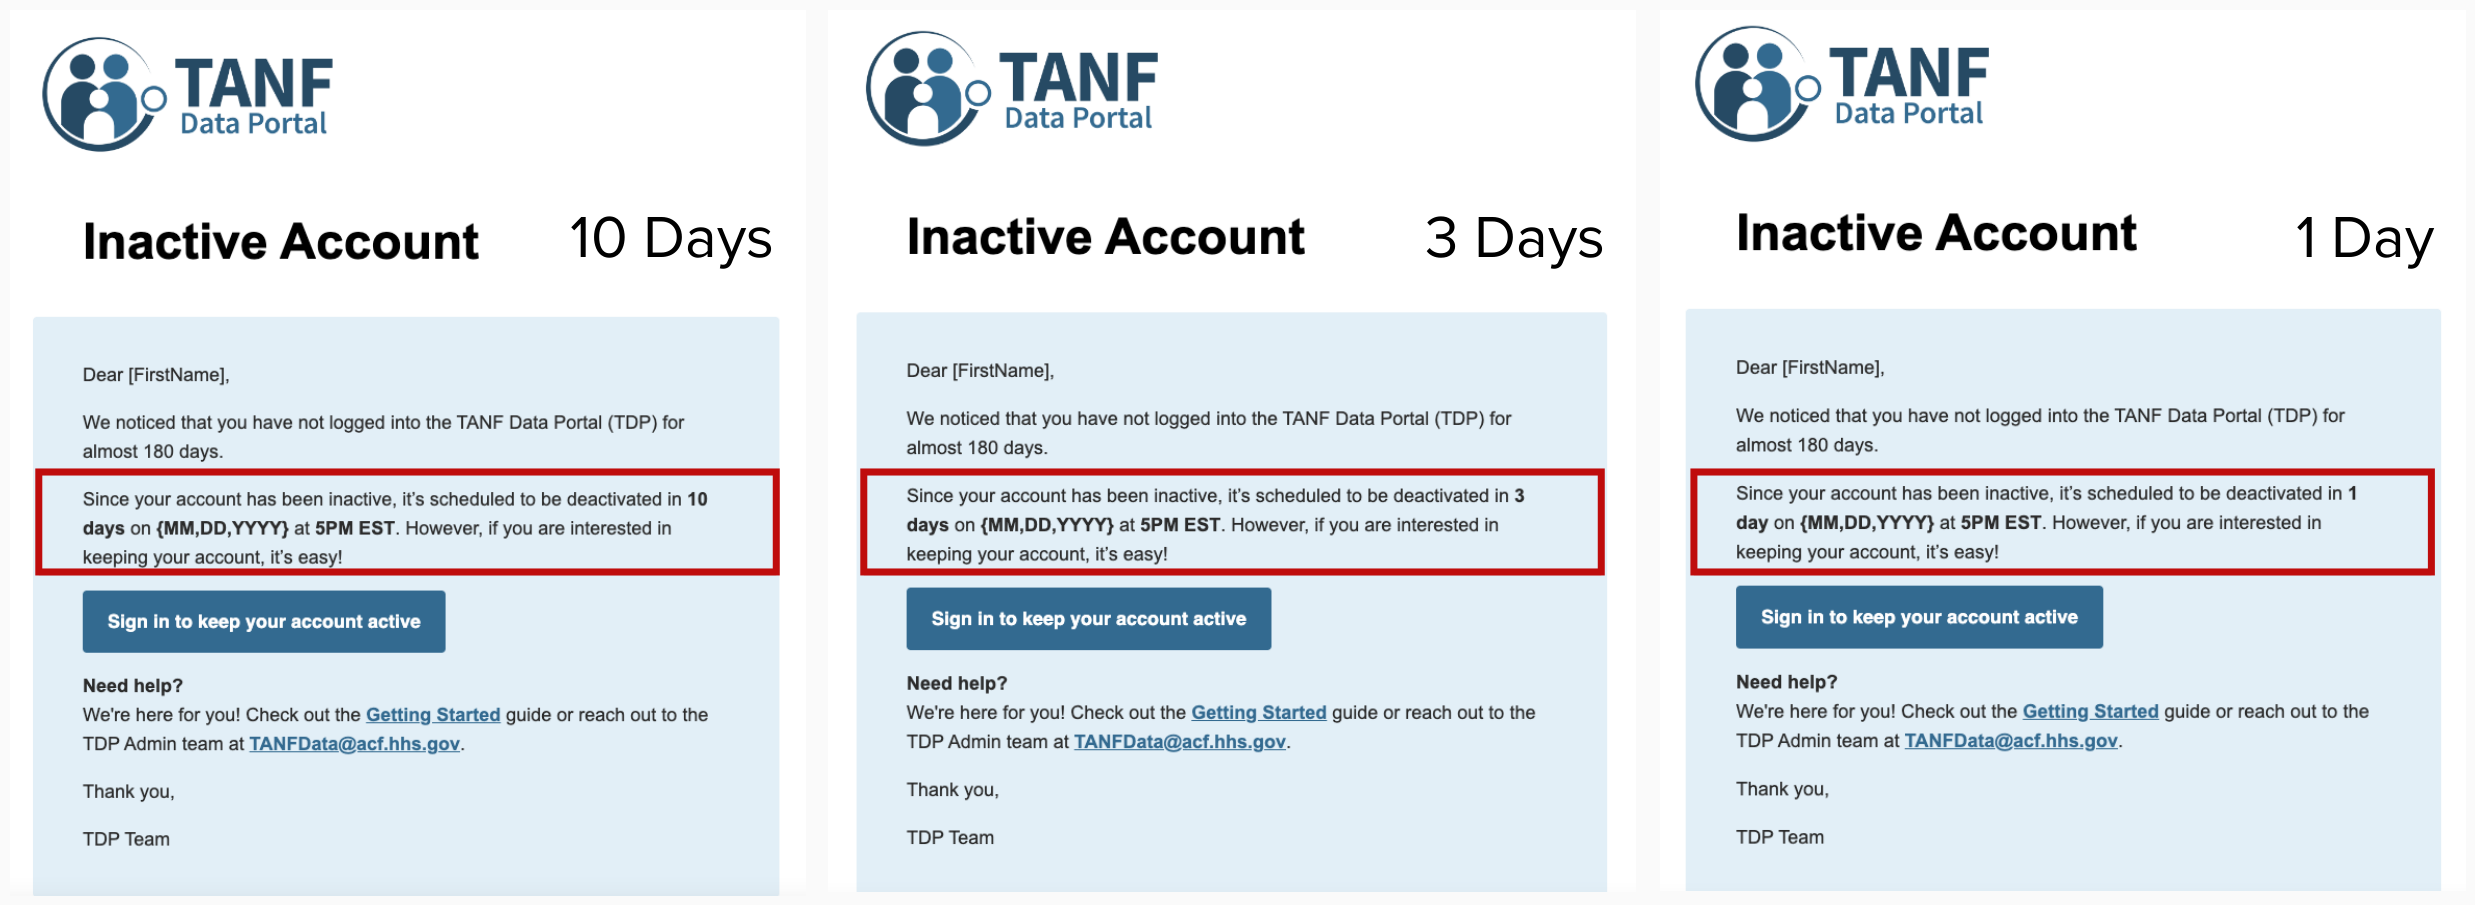 TANF
Data Portal
Inactive Account
10 Days
Dear [FirstName],
We noticed that you have not logged into the TANF Data Portal (TDP) for
almost 180 days.
Since your account has been inactive, it's scheduled to be deactivated in 10
days on {MM,DD,YYYY} at 5PM EST. However, if you are interested in
keeping your account, it's easy!
Sign in to keep your account active
Need help?
We're here for you! Check out the Getting Started guide or reach out to the
TDP Admin team at TANFData@acf.hhs.gov.
Thank you,
TDP Team
TANF
Data Portal
Inactive Account
3 Days
Dear [FirstName],
We noticed that you have not logged into the TANF Data Portal (TDP) for
almost 180 days.
Since your account has been inactive, it's scheduled to be deactivated in 3
days on {MM,DD,YYYY} at 5PM EST. However, if you are interested in
keeping your account, it's easy!
Sign in to keep your account active
Need help?
We're here for you! Check out the Getting Started guide or reach out to the
TDP Admin team at TANFData@acf.hhs.gov.
Thank you,
TDP Team
TANF
Data Portal
Inactive Account
1 Day
Dear [FirstName],
We noticed that you have not logged into the TANF Data Portal (TDP) for
almost 180 days.
Since your account has been inactive, it's scheduled to be deactivated in 1
day on {MM,DD,YYYY} at 5PM EST. However, if you are interested in
keeping your account, it's easy!
Sign in to keep your account active
Need help?
We're here for you! Check out the Getting Started guide or reach out to the
TDP Admin team at TANFData@acf.hhs.gov.
Thank you,
TDP Team